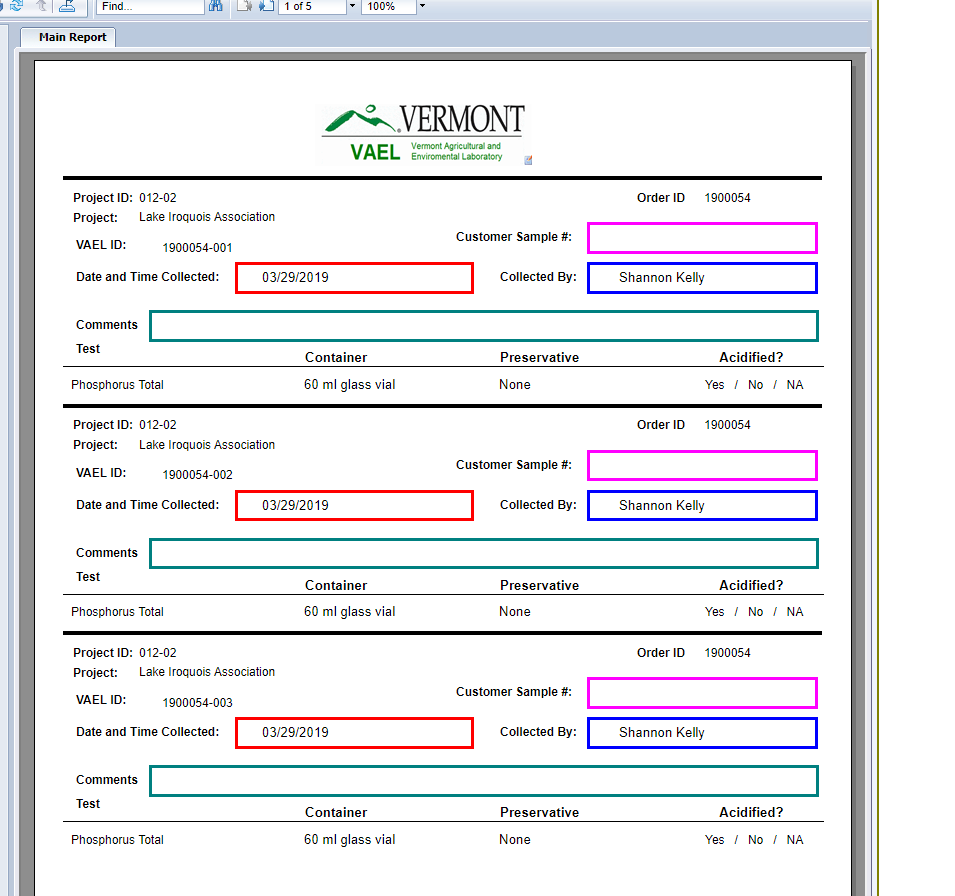 Find...
1 of 5
100%
Main Report
VERMONT
VAEL Vermont Agricultural and
Enviromental Laboratory
Project ID: 012-02 Order ID 1900054
Project: Lake Iroquois Association
Customer Sample #:
VAEL ID: 1900054-001
Date and Time Collected: 03/29/2019 Collected By: Shannon Kelly
Comments
Test
Container Preservative Acidified?
Phosphorus Total 60 ml glass vial None Yes / No / NA
Project ID: 012-02 Order ID 1900054
Project: Lake Iroquois Association
Customer Sample #:
VAEL ID: 1900054-002
Date and Time Collected: 03/29/2019 Collected By: Shannon Kelly
Comments
Test
Container Preservative Acidified?
Phosphorus Total 60 ml glass vial None Yes / No / NA
Project ID: 012-02 Order ID 1900054
Project: Lake Iroquois Association
Customer Sample #:
VAEL ID: 1900054-003
Date and Time Collected: 03/29/2019 Collected By: Shannon Kelly
Comments
Test
Container Preservative Acidified?
Phosphorus Total 60 ml glass vial None Yes / No / NA